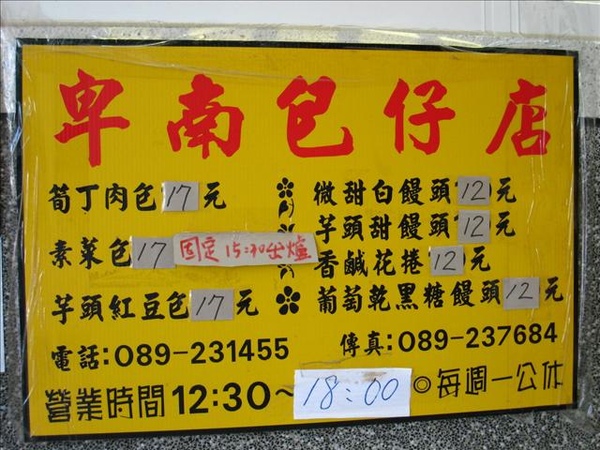 卑南包仔店
筍丁肉包17元
素菜包17 固定15:30出爐
芋頭紅豆包17元
微甜白饅頭12元
芋頭甜饅頭12元
香鹹花捲12元
葡萄乾黑糖饅頭12元
電話:089-231455 傳真:089-237684
營業時間12:30~18:00 ◎每週一公休